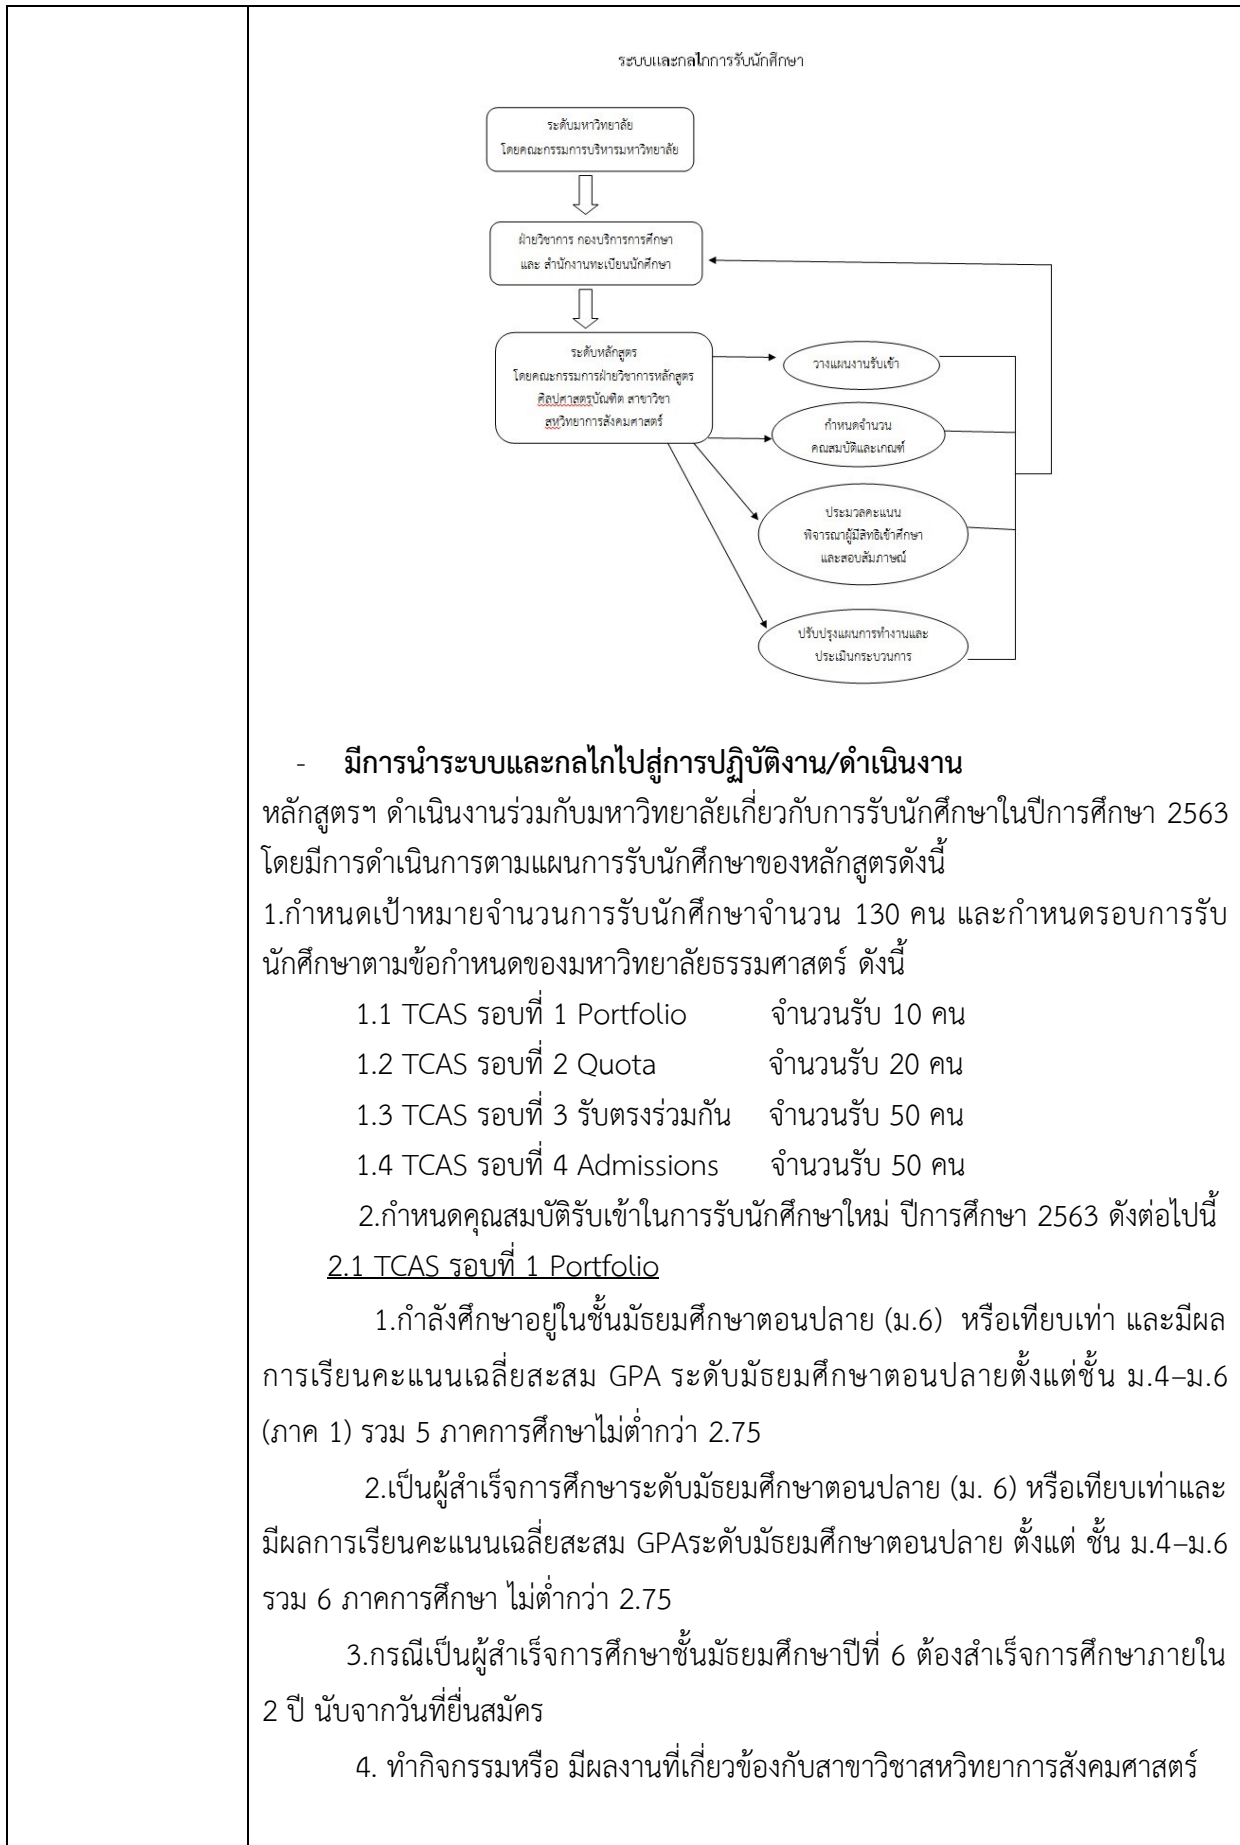 ระบบและกลไกการรับนักศึกษา
ระดับมหาวิทยาลัย
โดยคณะกรรมการบริหารมหาวิทยาลัย
ฝ่ายวิชาการ กองบริการการศึกษา
และ สำนักงานทะเบียนนักศึกษา
ระดับหลักสูตร
โดยคณะกรรมการฝ่ายวิชาการหลักสูตร
ศิลปศาสตรบัณฑิต สาขาวิชา
สหวิทยาการสังคมศาสตร์
วางแผนงานรับเข้า
กำหนดจำนวน
คุณสมบัติและเกณฑ์
ประมวลคะแนน
พิจารณาผู้มีสิทธิเข้าศึกษา
และสอบสัมภาษณ์
ปรับปรุงแผนการทำงานและ
ประเมินกระบวนการ
- มีการนำระบบและกลไกไปสู่การปฏิบัติงาน/ดำเนินงาน
หลักสูตรฯ ดำเนินงานร่วมกับมหาวิทยาลัยเกี่ยวกับการรับนักศึกษาในปีการศึกษา 2563
โดยมีการดำเนินการตามแผนการรับนักศึกษาของหลักสูตรดังนี้
1.กำหนดเป้าหมายจำนวนการรับนักศึกษาจำนวน 130 คน และกำหนดรอบการรับ
นักศึกษาตามข้อกำหนดของมหาวิทยาลัยธรรมศาสตร์ ดังนี้
1.1 TCAS รอบที่ 1 Portfolio จำนวนรับ 10 คน
1.2 TCAS รอบที่ 2 Quota จำนวนรับ 20 คน
1.3 TCAS รอบที่ 3 รับตรงร่วมกัน จำนวนรับ 50 คน
1.4 TCAS รอบที่ 4 Admissions จำนวนรับ 50 คน
2.กำหนดคุณสมบัติรับเข้าในการรับนักศึกษาใหม่ ปีการศึกษา 2563 ดังต่อไปนี้
2.1 TCAS รอบที่ 1 Portfolio
1.กำลังศึกษาอยู่ในชั้นมัธยมศึกษาตอนปลาย (ม.6) หรือเทียบเท่า และมีผล
การเรียนคะแนนเฉลี่ยสะสม GPA ระดับมัธยมศึกษาตอนปลายตั้งแต่ชั้น ม.4–ม.6
(ภาค 1) รวม 5 ภาคการศึกษาไม่ต่ำกว่า 2.75
2.เป็นผู้สำเร็จการศึกษาระดับมัธยมศึกษาตอนปลาย (ม. 6) หรือเทียบเท่าและ
มีผลการเรียนคะแนนเฉลี่ยสะสม GPAระดับมัธยมศึกษาตอนปลาย ตั้งแต่ ชั้น ม.4–ม.6
รวม 6 ภาคการศึกษา ไม่ต่ำกว่า 2.75
3.กรณีเป็นผู้สำเร็จการศึกษาชั้นมัธยมศึกษาปีที่ 6 ต้องสำเร็จการศึกษาภายใน
2 ปี นับจากวันที่ยื่นสมัคร
4. ทำกิจกรรมหรือ มีผลงานที่เกี่ยวข้องกับสาขาวิชาสหวิทยาการสังคมศาสตร์